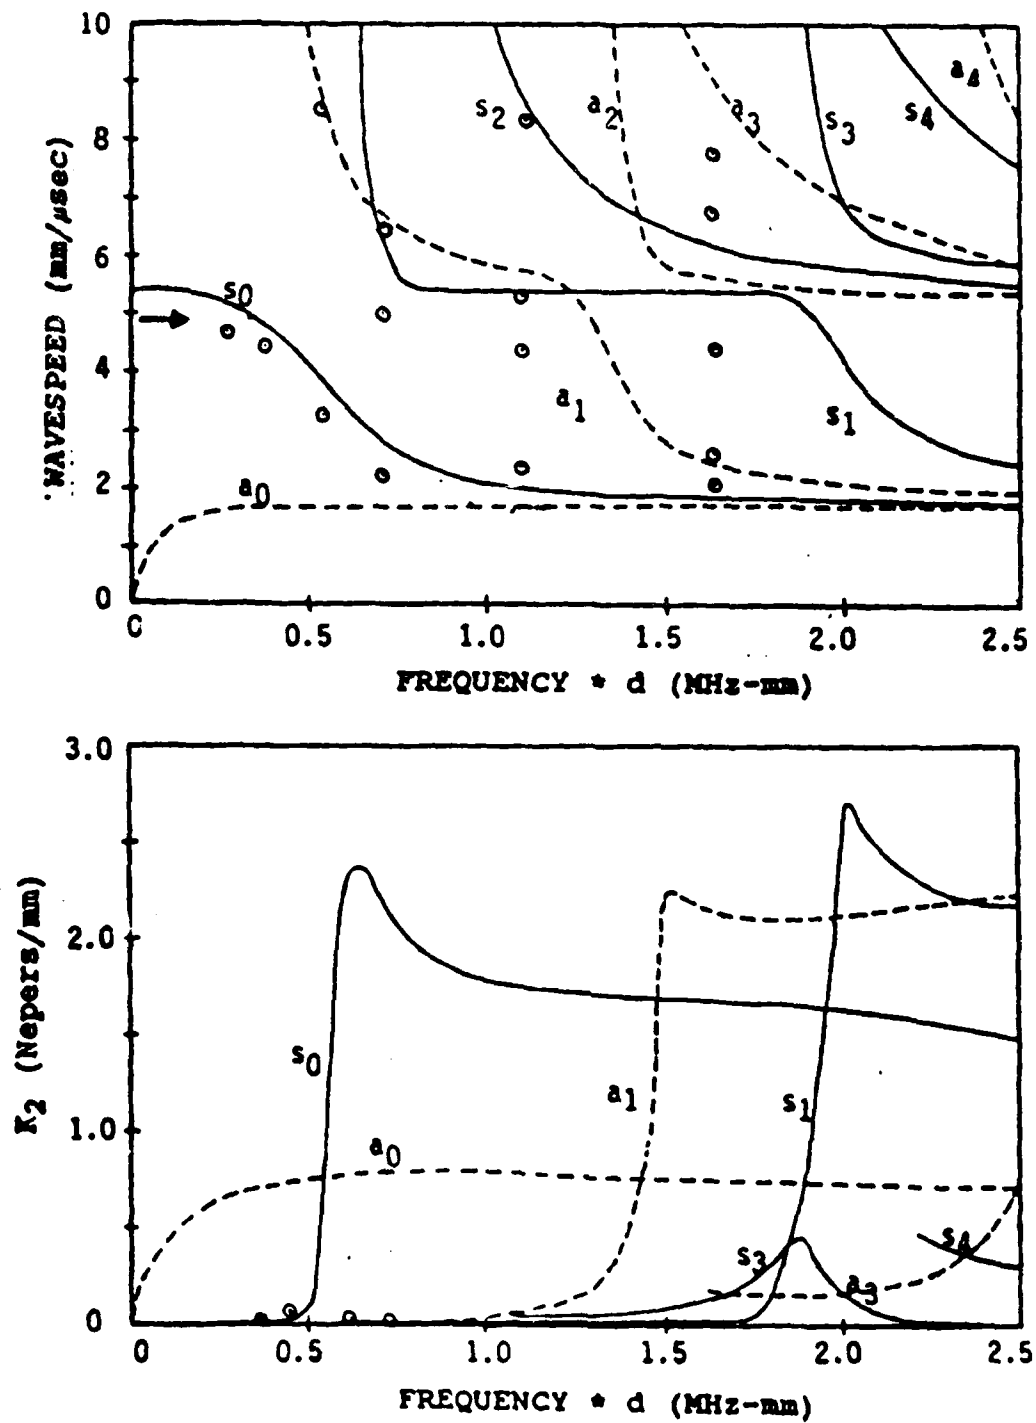 10
8
6
4
2
0
WAVESPEED (mm/μsec)
s2
a2
a3
s3
s4
a4
s0
a1
s1
a0
0 0.5 1.0 1.5 2.0 2.5
FREQUENCY * d (MHz-mm)
3.0
2.0
1.0
0
K2 (Nepers/mm)
s0
a1
s1
a0
s3
a3
s4
0 0.5 1.0 1.5 2.0 2.5
FREQUENCY * d (MHz-mm)